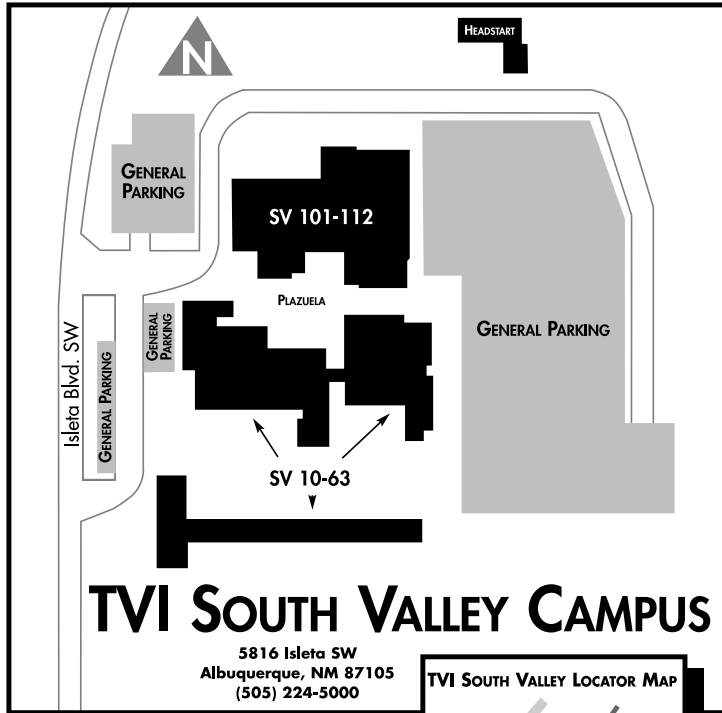 HEADSTART
N
GENERAL
PARKING
SV 101-112
PLAZUELA
GENERAL
PARKING
GENERAL PARKING
Isleta Blvd. SW
GENERAL PARKING
SV 10-63
TVI SOUTH VALLEY CAMPUS
5816 Isleta SW
Albuquerque, NM 87105
(505) 224-5000
TVI SOUTH VALLEY LOCATOR MAP